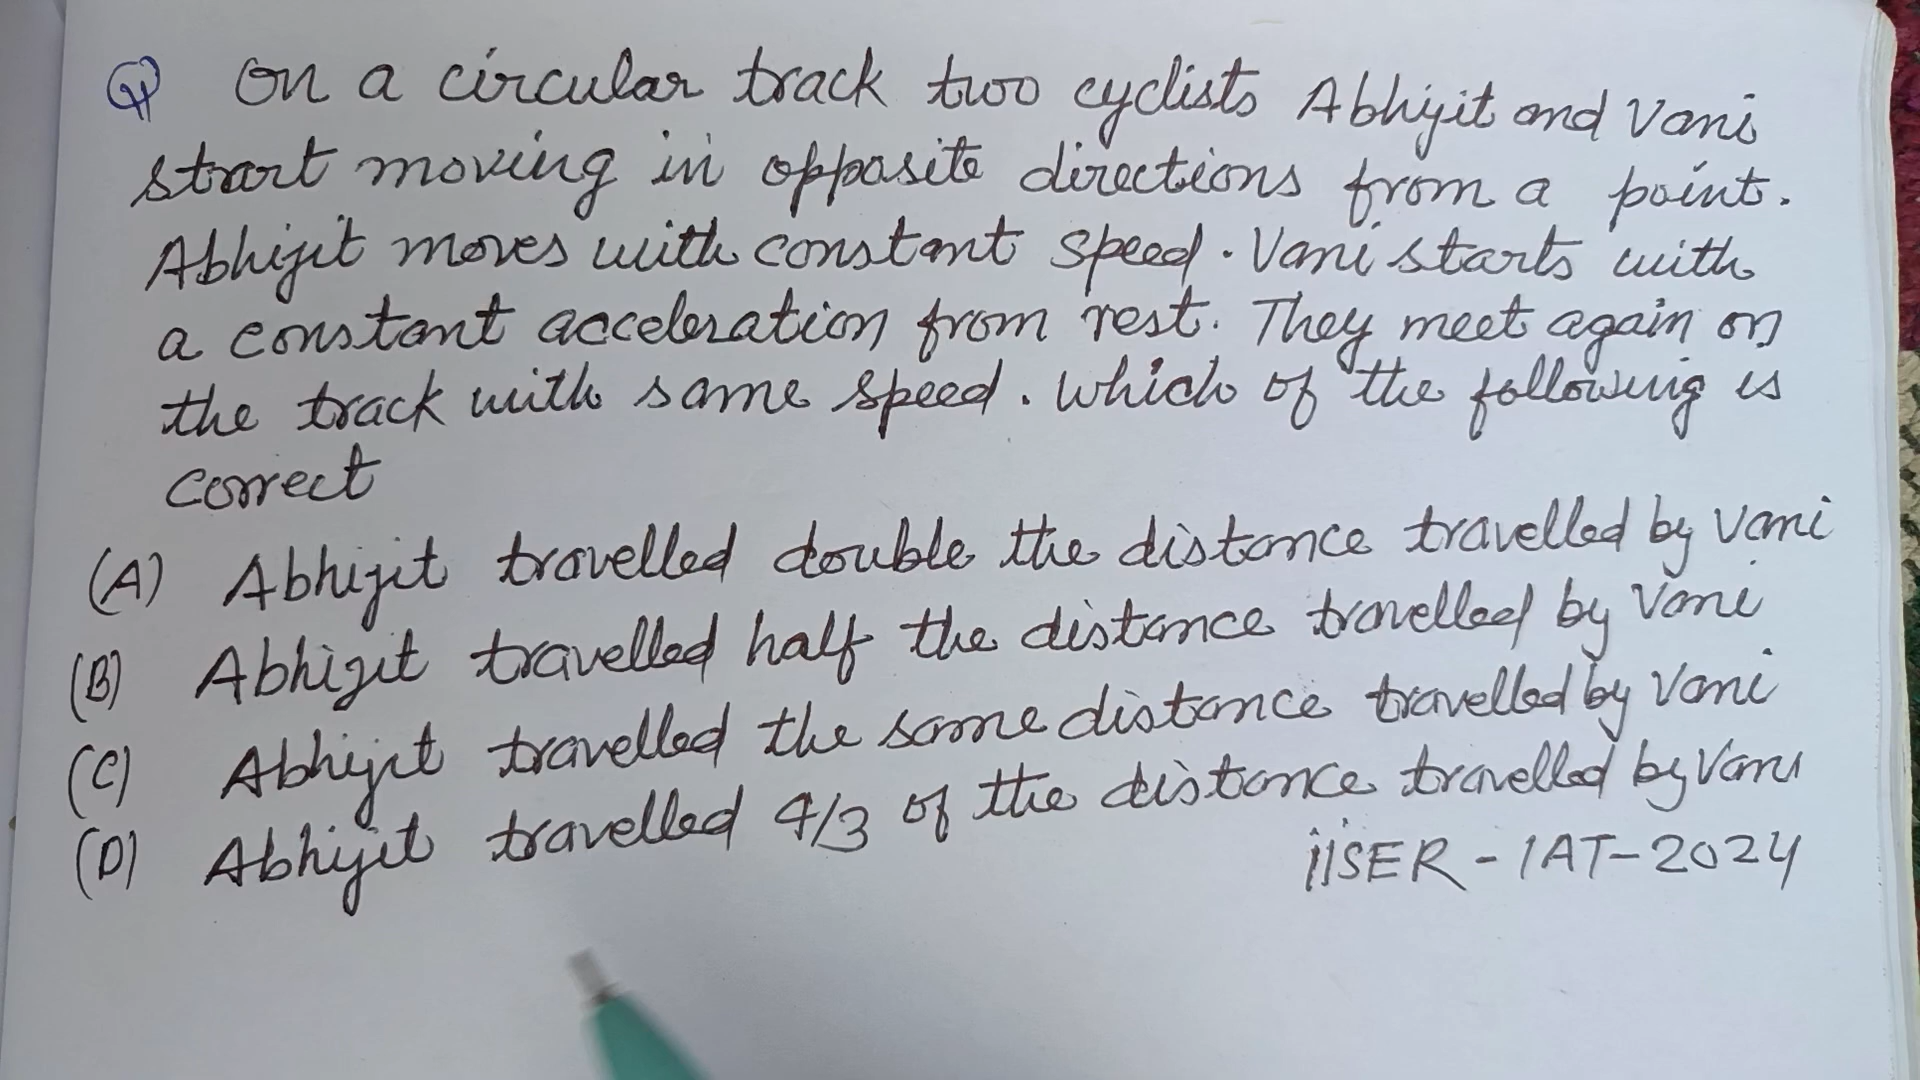 Q on a circular track two cyclists Abhijit and Vani
start moving in opposite directions from a point.
Abhijit moves with constant speed. Vani starts with
a constant acceleration from rest. They meet again on
the track with same speed. which of the following is
correct
(A) Abhijit travelled double the distance travelled by Vani
(B) Abhijit travelled half the distance travelled by Vani
(C) Abhijit travelled the same distance travelled by Vani
(D) Abhijit travelled 4/3 of the distance travelled by Vani
iiSER - IAT-2024